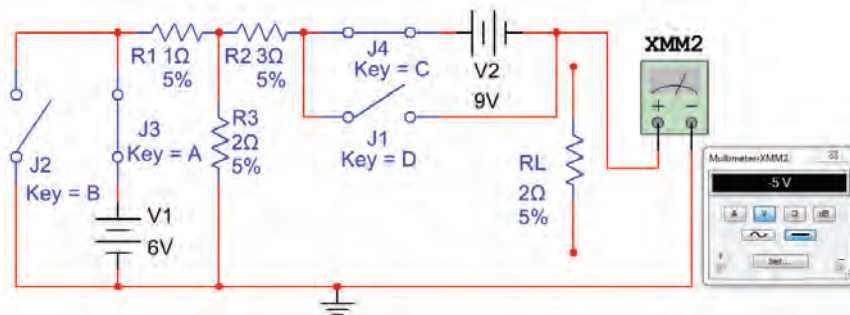 XMM2
R1 1Ω
5%
R2 3Ω
5%
J4
Key = C
V2
9V
J3
Key = A
R3
2Ω
5%
J1
Key = D
J2
Key = B
V1
6V
RL
2Ω
5%
+ −
Multimeter-XMM2
-5 V
A V Ω dB
Set...
+ −